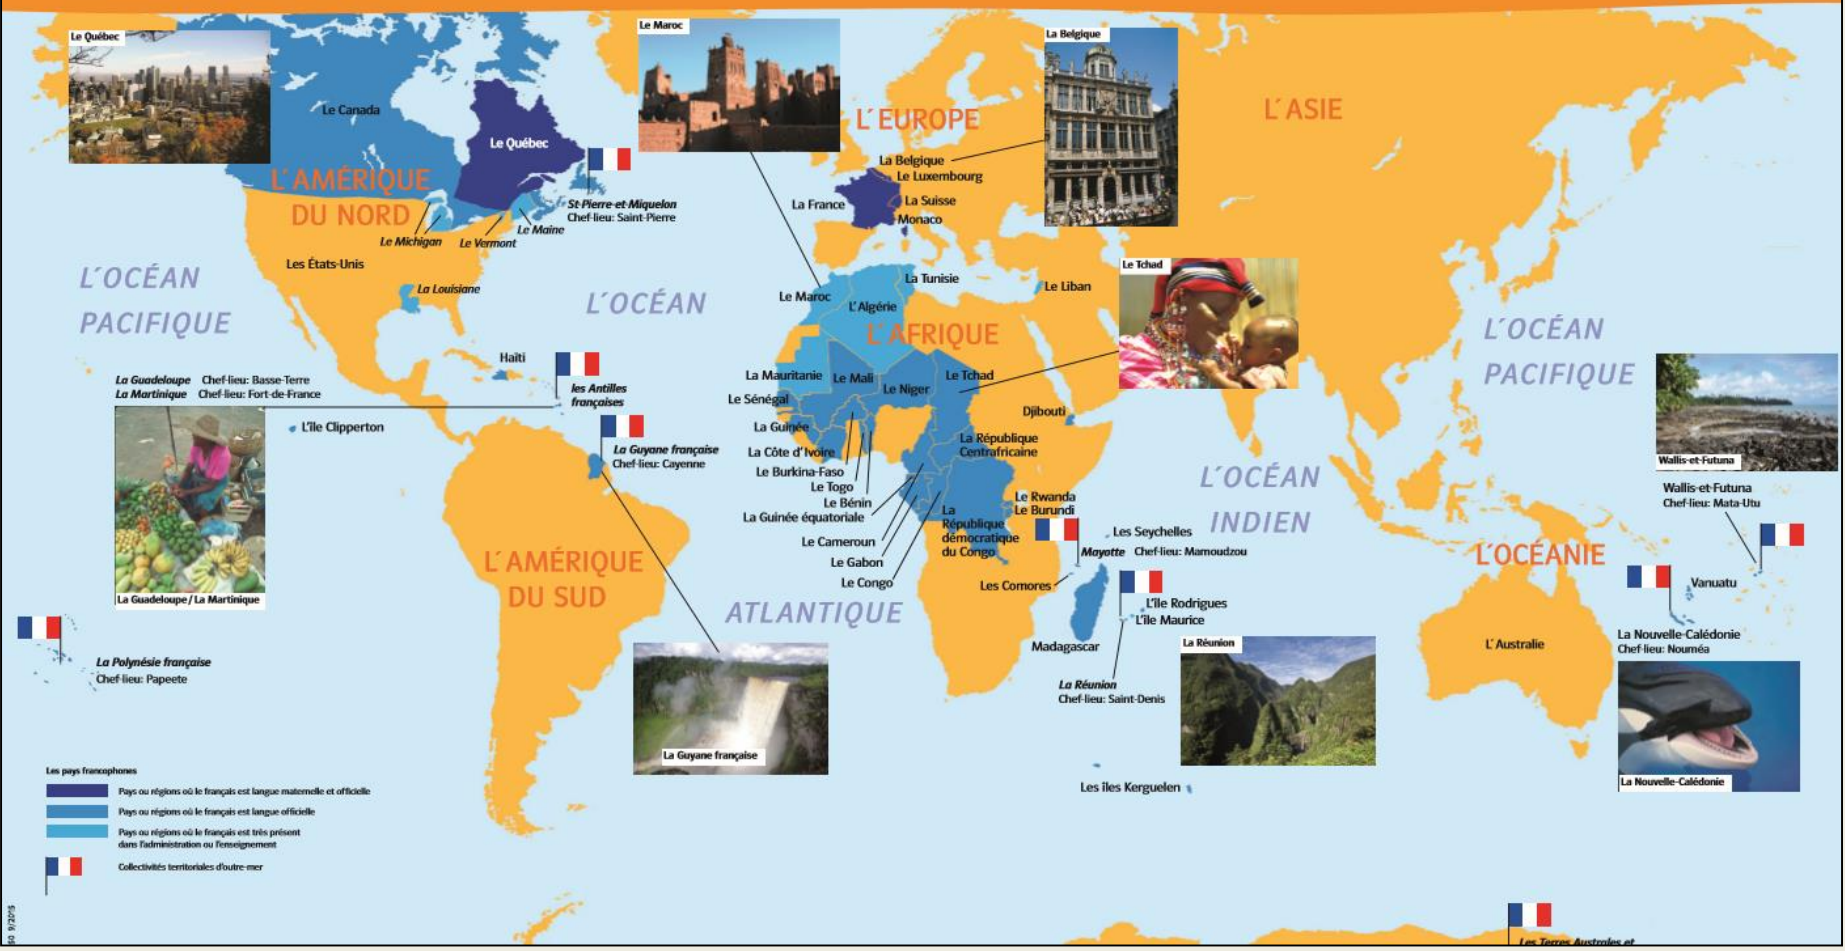 Le Québec
Le Maroc
La Belgique
Le Canada
Le Québec
L'EUROPE
L'ASIE
La Belgique
Le Luxembourg
L'AMÉRIQUE
DU NORD
La France
La Suisse
Monaco
St-Pierre-et-Miquelon
Chef-lieu: Saint-Pierre
Le Michigan
Le Vermont
Le Maine
Les États-Unis
La Louisiane
L'OCÉAN
PACIFIQUE
L'OCÉAN
Le Maroc
La Tunisie
L'Algérie
Le Liban
Le Tchad
L'AFRIQUE
L'OCÉAN
PACIFIQUE
Haïti
La Guadeloupe Chef-lieu: Basse-Terre
La Martinique Chef-lieu: Fort-de-France
les Antilles
françaises
La Mauritanie
Le Mali
Le Niger
Le Tchad
Le Sénégal
Djibouti
L'île Clipperton
La Guinée
La Guyane française
Chef-lieu: Cayenne
La Côte d'Ivoire
La République
Centrafricaine
Le Burkina-Faso
Le Togo
Le Bénin
La Guinée équatoriale
Le Cameroun
Le Gabon
Le Congo
La
République
démocratique
du Congo
Le Rwanda
Le Burundi
L'OCÉAN
INDIEN
Wallis-et-Futuna
Wallis-et-Futuna
Chef-lieu: Mata-Utu
Les Seychelles
Mayotte Chef-lieu: Mamoudzou
Les Comores
L'AMÉRIQUE
DU SUD
L'OCÉANIE
Vanuatu
La Guadeloupe/La Martinique
ATLANTIQUE
L'île Rodrigues
L'île Maurice
Madagascar
La Réunion
L'Australie
La Nouvelle-Calédonie
Chef-lieu: Nouméa
La Polynésie française
Chef-lieu: Papeete
La Réunion
Chef-lieu: Saint-Denis
La Guyane française
La Nouvelle-Calédonie
Les îles Kerguelen
Les pays francophones
Pays ou régions où le français est langue maternelle et officielle
Pays ou régions où le français est langue officielle
Pays ou régions où le français est très présent
dans l'administration ou l'enseignement
Collectivités territoriales d'outre-mer
9/2015
Les Terres Australes et